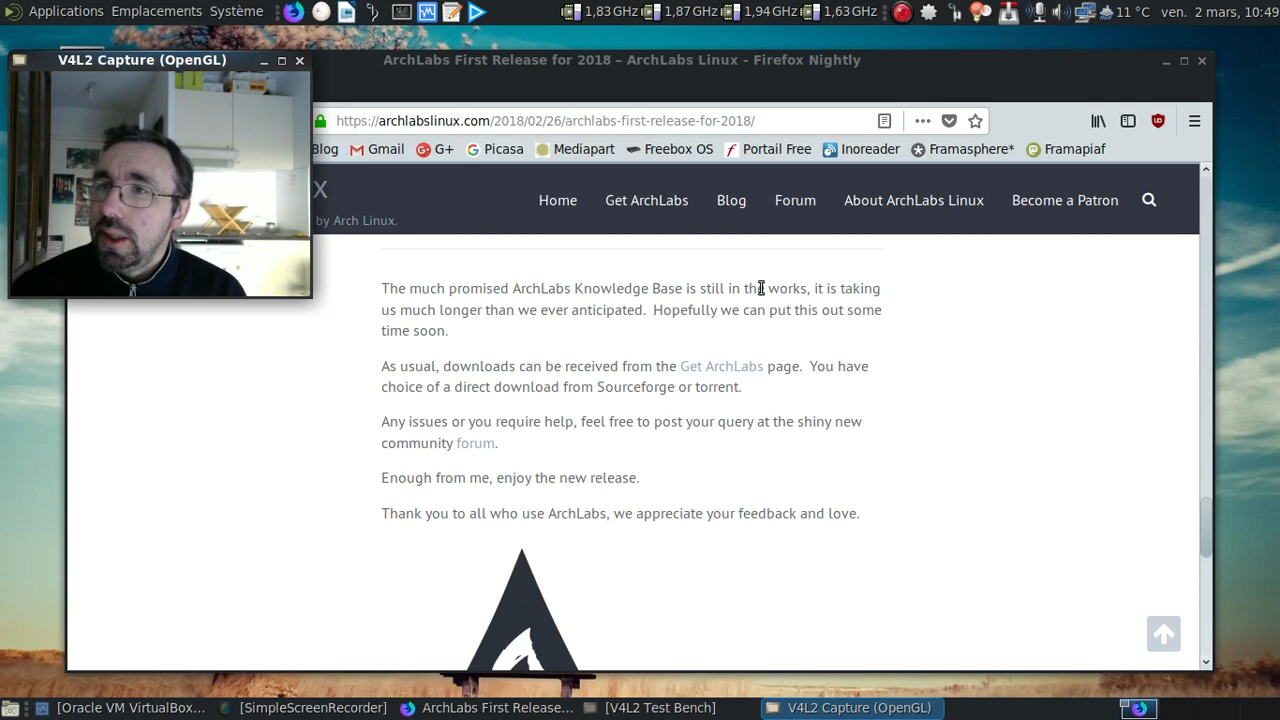 Applications Emplacements Système 1,83 GHz 1,87 GHz 1,94 GHz 1,63 GHz 11 °C ven. 2 mars, 10:49
V4L2 Capture (OpenGL)
ArchLabs First Release for 2018 – ArchLabs Linux - Firefox Nightly
https://archlabslinux.com/2018/02/26/archlabs-first-release-for-2018/
Blog Gmail G+ Picasa Mediapart Freebox OS Portail Free Inoreader Framasphere* Framapiaf
X
by Arch Linux.
Home Get ArchLabs Blog Forum About ArchLabs Linux Become a Patron
The much promised ArchLabs Knowledge Base is still in the works, it is taking
us much longer than we ever anticipated. Hopefully we can put this out some
time soon.
As usual, downloads can be received from the Get ArchLabs page. You have
choice of a direct download from Sourceforge or torrent.
Any issues or you require help, feel free to post your query at the shiny new
community forum.
Enough from me, enjoy the new release.
Thank you to all who use ArchLabs, we appreciate your feedback and love.
[Oracle VM VirtualBox... [SimpleScreenRecorder] ArchLabs First Release... [V4L2 Test Bench] V4L2 Capture (OpenGL)